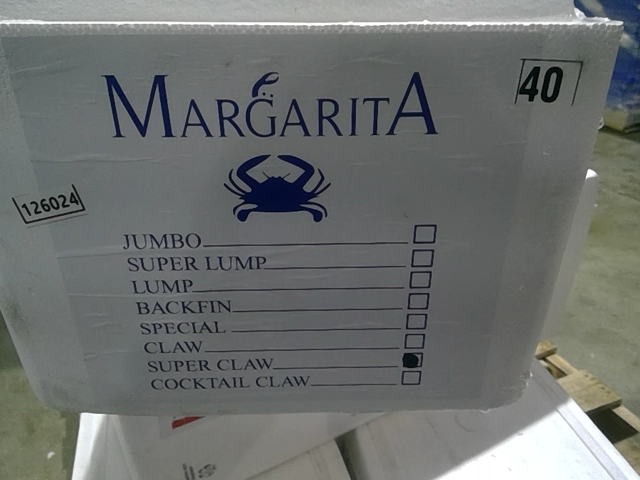 MARGARITA
40
126024
JUMBO
SUPER LUMP
LUMP
BACKFIN
SPECIAL
CLAW
SUPER CLAW
COCKTAIL CLAW